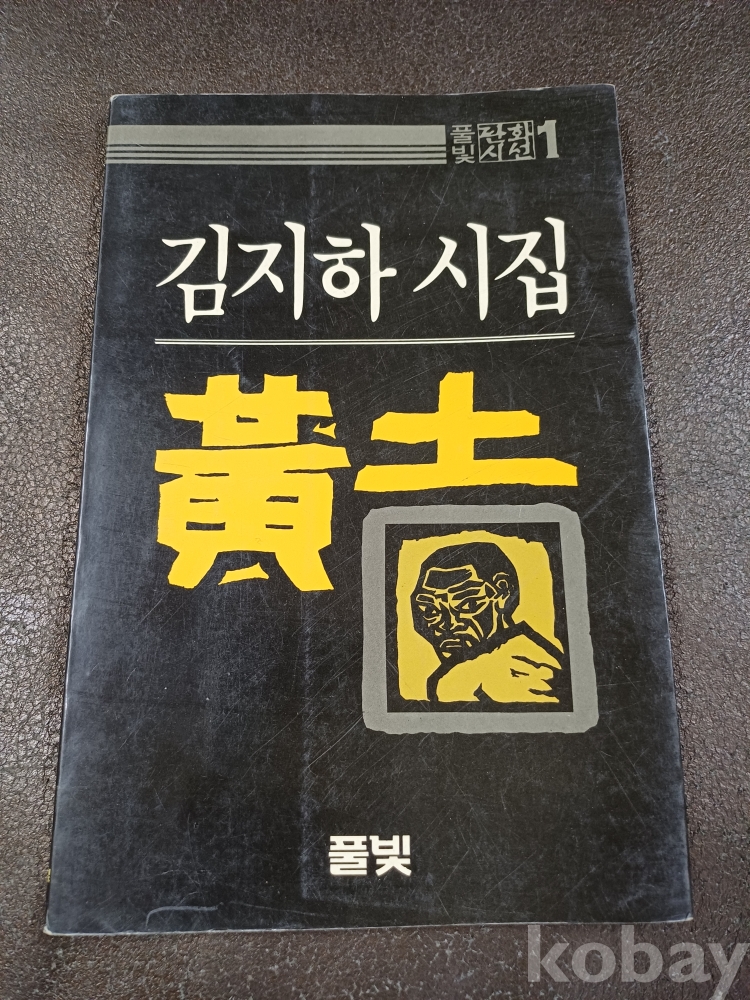 풀빛 판화시선 1
김지하 시집
黃土
풀빛
kobay